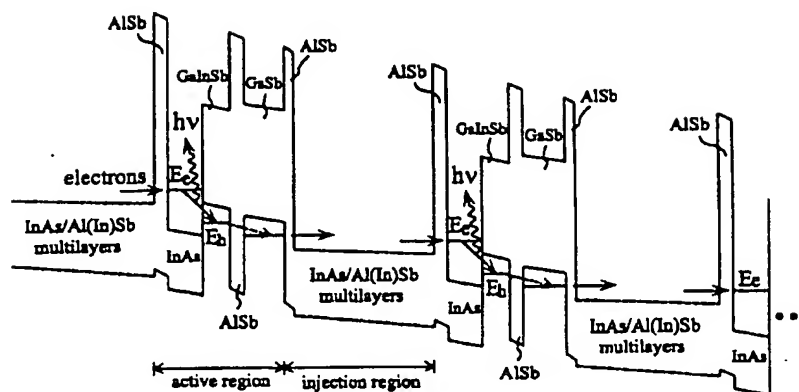 AlSb
AlSb
GaInSb
GaSb
hν
electrons
Ee
InAs/Al(In)Sb
multilayers
InAs
Eh
AlSb
active region
injection region
AlSb
AlSb
GaInSb
GaSb
hν
Ee
InAs/Al(In)Sb
multilayers
InAs
Eh
AlSb
AlSb
Ee
InAs/Al(In)Sb
multilayers
InAs